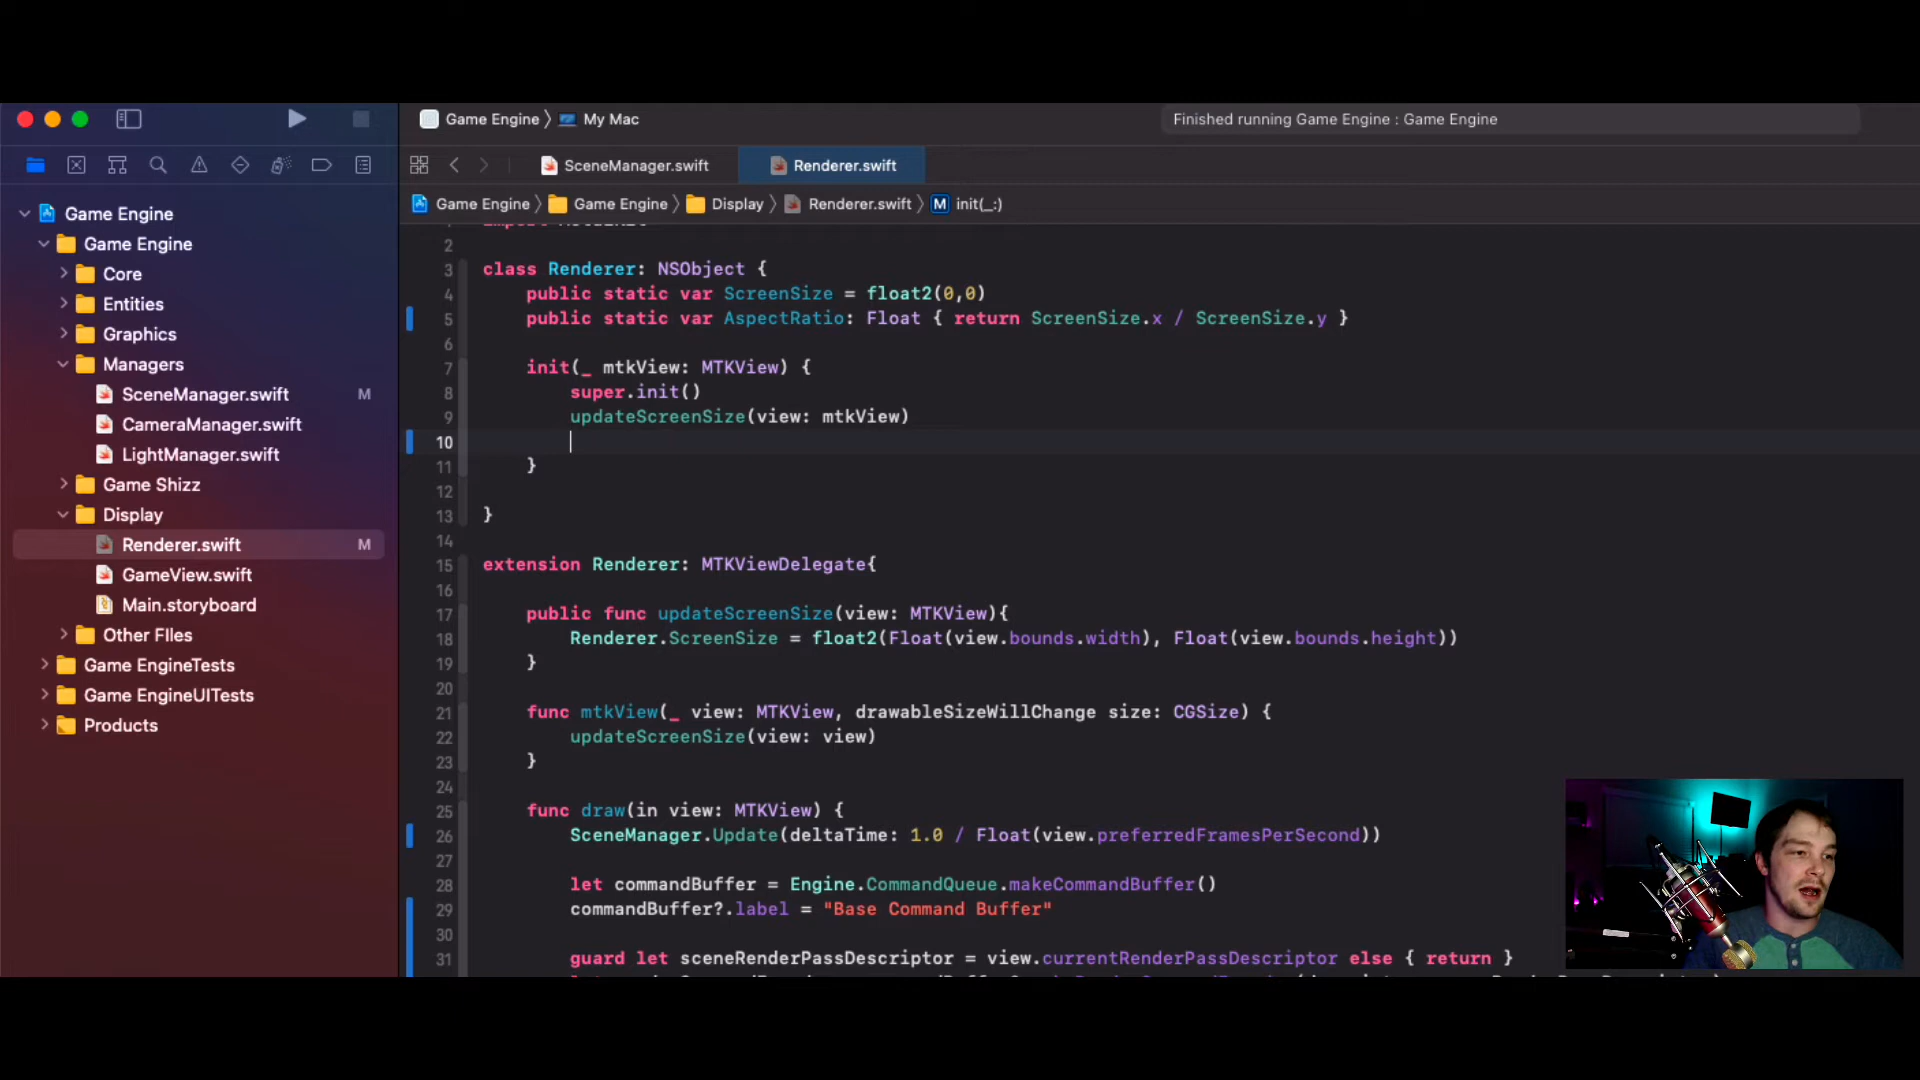 Game Engine 〉 My Mac
Finished running Game Engine : Game Engine
SceneManager.swift
Renderer.swift
Game Engine 〉 Game Engine 〉 Display 〉 Renderer.swift 〉 M init(_:)
Game Engine
Game Engine
Core
Entities
Graphics
Managers
SceneManager.swift M
CameraManager.swift
LightManager.swift
Game Shizz
Display
Renderer.swift M
GameView.swift
Main.storyboard
Other FIles
Game EngineTests
Game EngineUITests
Products
2
3 class Renderer: NSObject {
4 public static var ScreenSize = float2(0,0)
5 public static var AspectRatio: Float { return ScreenSize.x / ScreenSize.y }
6
7 init(_ mtkView: MTKView) {
8 super.init()
9 updateScreenSize(view: mtkView)
10
11 }
12
13 }
14
15 extension Renderer: MTKViewDelegate{
16
17 public func updateScreenSize(view: MTKView){
18 Renderer.ScreenSize = float2(Float(view.bounds.width), Float(view.bounds.height))
19 }
20
21 func mtkView(_ view: MTKView, drawableSizeWillChange size: CGSize) {
22 updateScreenSize(view: view)
23 }
24
25 func draw(in view: MTKView) {
26 SceneManager.Update(deltaTime: 1.0 / Float(view.preferredFramesPerSecond))
27
28 let commandBuffer = Engine.CommandQueue.makeCommandBuffer()
29 commandBuffer?.label = "Base Command Buffer"
30
31 guard let sceneRenderPassDescriptor = view.currentRenderPassDescriptor else { return }